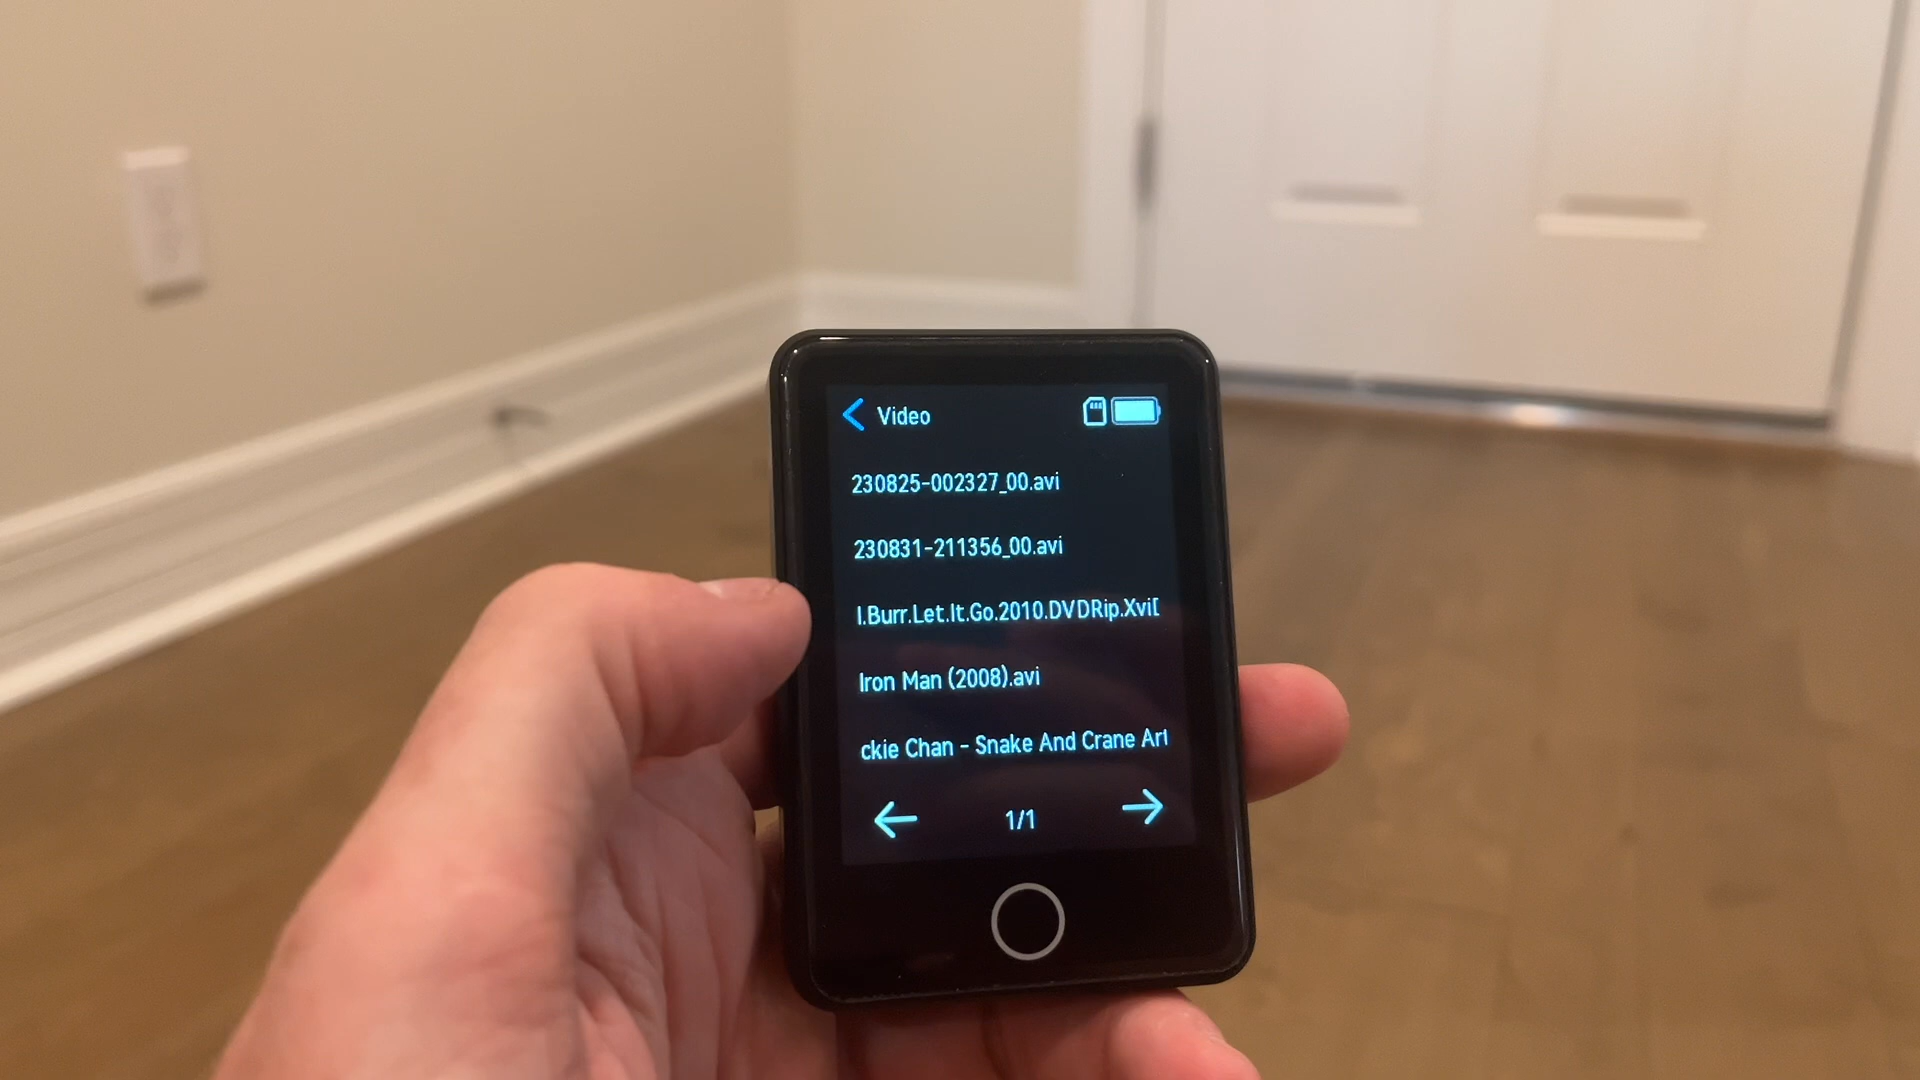 Video
230825-002327_00.avi
230831-211356_00.avi
l.Burr.Let.It.Go.2010.DVDRip.Xvi
Iron Man (2008).avi
ckie Chan - Snake And Crane Ar
1/1